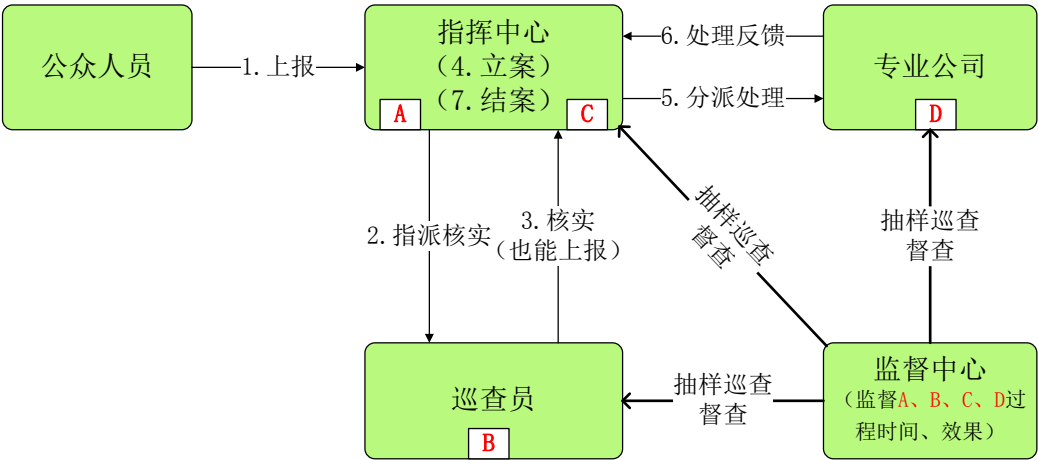 公众人员
1.上报
指挥中心
（4.立案）
（7.结案）
A
C
6.处理反馈
5.分派处理
专业公司
D
2.指派核实
3.核实
（也能上报）
抽样巡查
督查
抽样巡查
督查
巡查员
B
抽样巡查
督查
监督中心
（监督A、B、C、D过
程时间、效果）